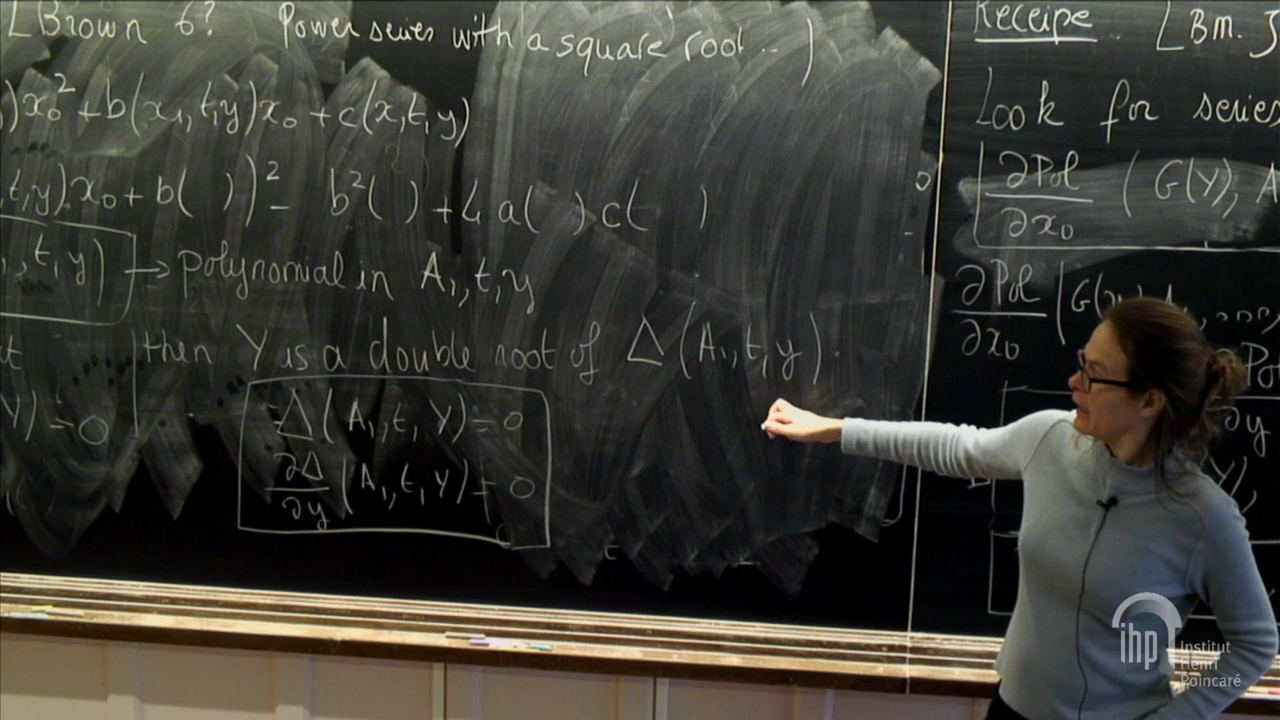 [Brown 6? Power series with a square root .. )
)x₀² + b(x₁,t,y)x₀ + c(x,t,y)
t,y).x₀ + b( ))² - b²( ) + 4 a( ) c( )
, t, y) → polynomial in A₁, t, y
t then Y is a double root of Δ(A₁, t, y).
Y) = 0
Δ(A₁, t, Y) = 0
∂Δ/∂y (A₁, t, Y) = 0
Receipe. [Bm. J
Look for series
∂Pol/∂x₀ (G(Y), A
∂Pol/∂x₀
∂y
Y),
ihp Institut
Henri
Poincaré